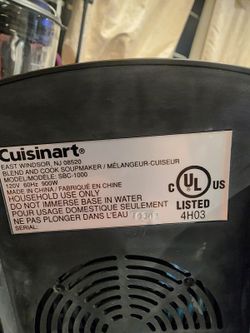 Cuisinart®
EAST WINDSOR, NJ 08520
BLEND AND COOK SOUPMAKER / MÉLANGEUR-CUISEUR
MODEL/MODÈLE: SBC-1000
120V 60Hz 900W
MADE IN CHINA / FABRIQUÉ EN CHINE
HOUSEHOLD USE ONLY
DO NOT IMMERSE BASE IN WATER
POUR USAGE DOMESTIQUE SEULEMENT
NE PAS PLONGER DANS L'EAU
SERIAL:
C UL US
®
LISTED
4H03